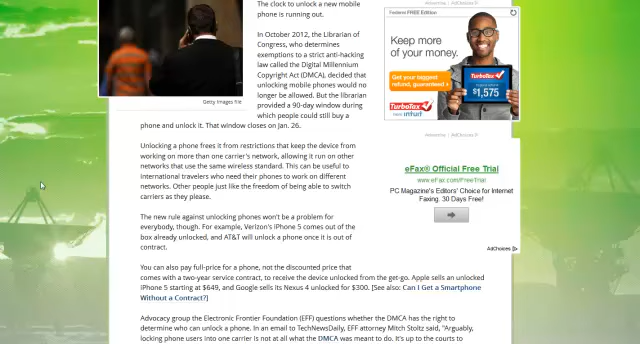 The clock to unlock a new mobile
phone is running out.
In October 2012, the Librarian of
Congress, who determines
exemptions to a strict anti-hacking
law called the Digital Millennium
Copyright Act (DMCA), decided that
unlocking mobile phones would no
longer be allowed. But the librarian
provided a 90-day window during
which people could still buy a
phone and unlock it. That window closes on Jan. 26.
Getty Images file
Unlocking a phone frees it from restrictions that keep the device from
working on more than one carrier's network, allowing it run on other
networks that use the same wireless standard. This can be useful to
international travelers who need their phones to work on different
networks. Other people just like the freedom of being able to switch
carriers as they please.
The new rule against unlocking phones won't be a problem for
everybody, though. For example, Verizon's iPhone 5 comes out of the
box already unlocked, and AT&T will unlock a phone once it is out of
contract.
You can also pay full-price for a phone, not the discounted price that
comes with a two-year service contract, to receive the device unlocked from the get-go. Apple sells an unlocked
iPhone 5 starting at $649, and Google sells its Nexus 4 unlocked for $300. [See also: Can I Get a Smartphone
Without a Contract?]
Advocacy group the Electronic Frontier Foundation (EFF) questions whether the DMCA has the right to
determine who can unlock a phone. In an email to TechNewsDaily, EFF attorney Mitch Stoltz said, "Arguably,
locking phone users into one carrier is not at all what the DMCA was meant to do. It's up to the courts to
Advertise | AdChoices
FREE Edition
Keep more
of your money.
Get your biggest
refund, guaranteed
TurboTax
intuit
TurboTax
$1,575
Advertise | AdChoices
eFax® Official Free Trial
www.eFax.com/FreeTrial
PC Magazine's Editors' Choice for Internet
Faxing. 30 Days Free!
AdChoices